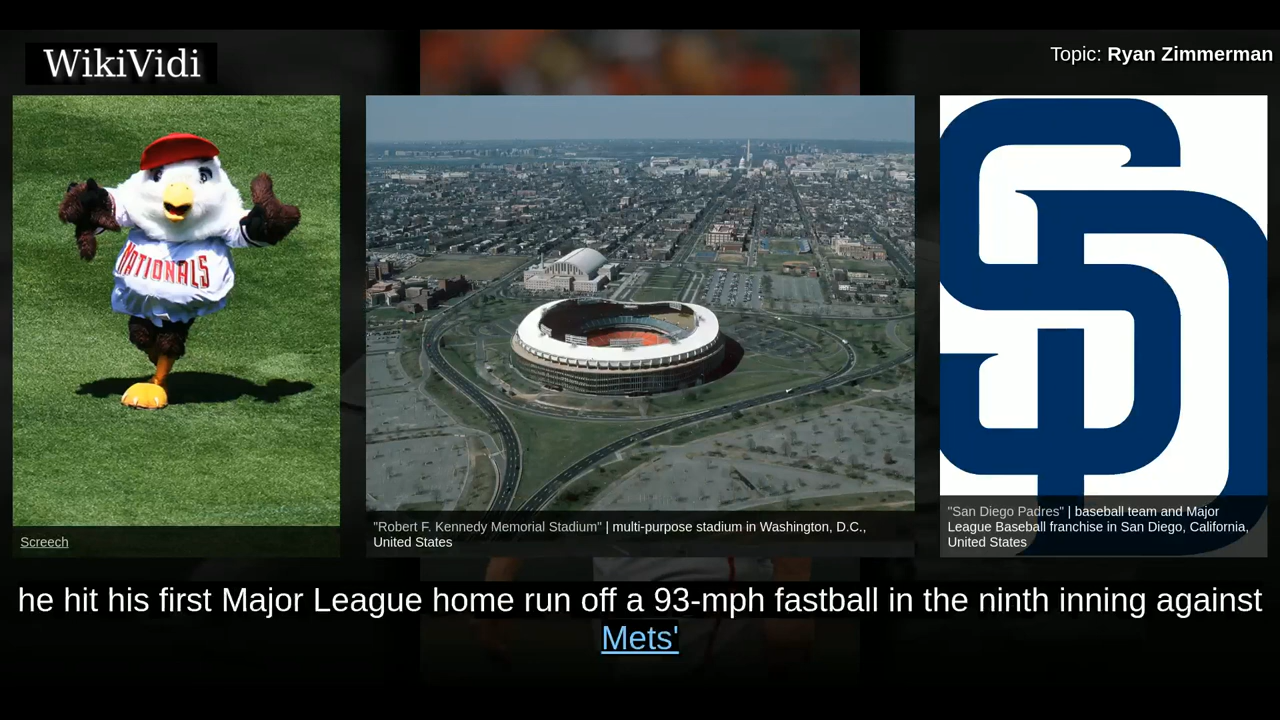 WikiVidi
Topic: Ryan Zimmerman
NATIONALS
SD
Screech
"Robert F. Kennedy Memorial Stadium" | multi-purpose stadium in Washington, D.C.,
United States
"San Diego Padres" | baseball team and Major
League Baseball franchise in San Diego, California,
United States
he hit his first Major League home run off a 93-mph fastball in the ninth inning against
Mets'